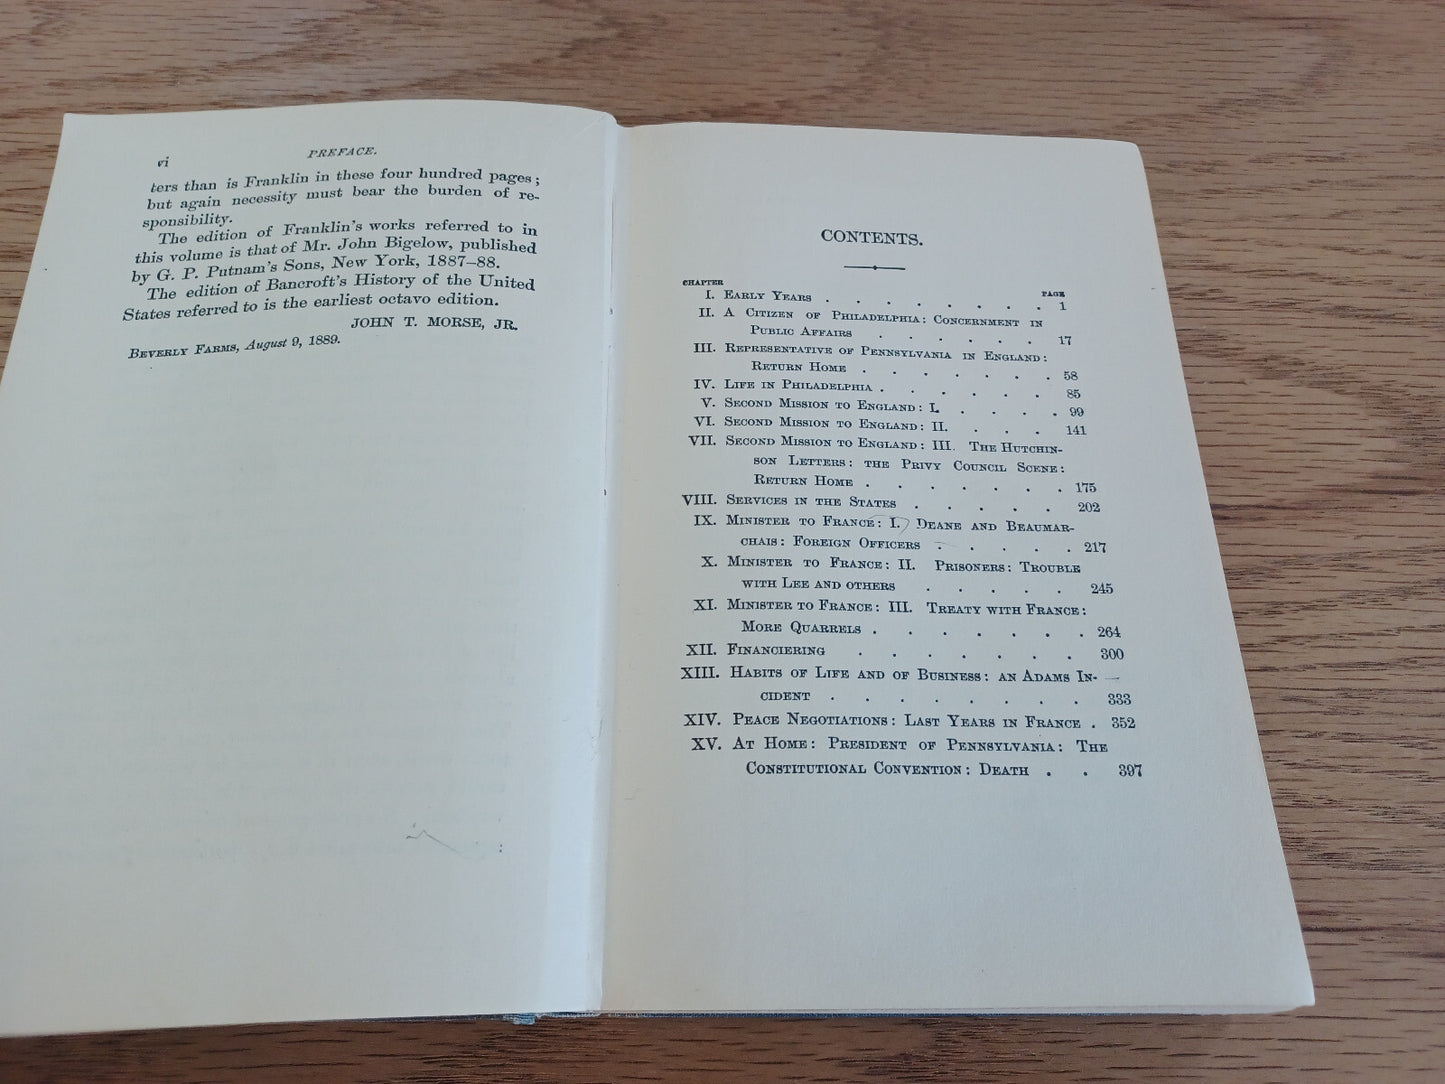 vi
PREFACE.
ters than is Franklin in these four hundred pages;
but again necessity must bear the burden of re-
sponsibility.
The edition of Franklin's works referred to in
this volume is that of Mr. John Bigelow, published
by G. P. Putnam's Sons, New York, 1887–88.
The edition of Bancroft's History of the United
States referred to is the earliest octavo edition.
JOHN T. MORSE, JR.
BEVERLY FARMS, August 9, 1889.
CONTENTS.
CHAPTER PAGE
I. EARLY YEARS . . . . . . . . 1
II. A CITIZEN OF PHILADELPHIA: CONCERNMENT IN
PUBLIC AFFAIRS . . . . . . 17
III. REPRESENTATIVE OF PENNSYLVANIA IN ENGLAND:
RETURN HOME . . . . . . . 58
IV. LIFE IN PHILADELPHIA . . . . . . 85
V. SECOND MISSION TO ENGLAND: I. . . . . 99
VI. SECOND MISSION TO ENGLAND: II. . . . 141
VII. SECOND MISSION TO ENGLAND: III. THE HUTCHIN-
SON LETTERS: THE PRIVY COUNCIL SCENE:
RETURN HOME . . . . . . . 175
VIII. SERVICES IN THE STATES . . . . . . 202
IX. MINISTER TO FRANCE: I. DEANE AND BEAUMAR-
CHAIS: FOREIGN OFFICERS . . . . . 217
X. MINISTER TO FRANCE: II. PRISONERS: TROUBLE
WITH LEE AND OTHERS . . . . . 245
XI. MINISTER TO FRANCE: III. TREATY WITH FRANCE:
MORE QUARRELS . . . . . . . 264
XII. FINANCIERING . . . . . . . 300
XIII. HABITS OF LIFE AND OF BUSINESS: AN ADAMS IN-
CIDENT . . . . . . . 333
XIV. PEACE NEGOTIATIONS: LAST YEARS IN FRANCE . 352
XV. AT HOME: PRESIDENT OF PENNSYLVANIA: THE
CONSTITUTIONAL CONVENTION: DEATH . . 397